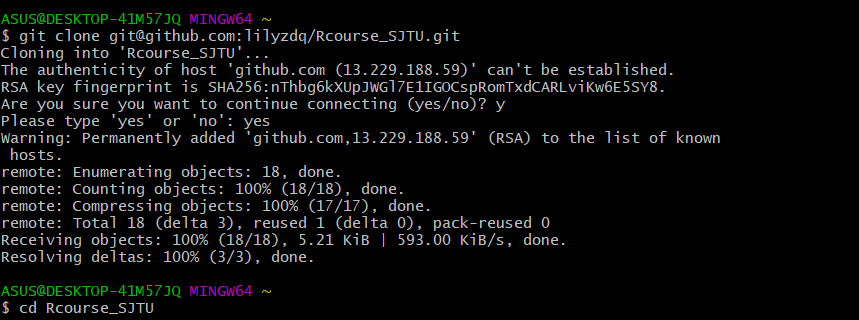 ASUS@DESKTOP-41M57JQ MINGW64 ~
$ git clone git@github.com:lilyzdq/Rcourse_SJTU.git
Cloning into 'Rcourse_SJTU'...
The authenticity of host 'github.com (13.229.188.59)' can't be established.
RSA key fingerprint is SHA256:nThbg6kXUpJWGl7E1IGOCspRomTxdCARLviKw6E5SY8.
Are you sure you want to continue connecting (yes/no)? y
Please type 'yes' or 'no': yes
Warning: Permanently added 'github.com,13.229.188.59' (RSA) to the list of known
 hosts.
remote: Enumerating objects: 18, done.
remote: Counting objects: 100% (18/18), done.
remote: Compressing objects: 100% (17/17), done.
remote: Total 18 (delta 3), reused 1 (delta 0), pack-reused 0
Receiving objects: 100% (18/18), 5.21 KiB | 593.00 KiB/s, done.
Resolving deltas: 100% (3/3), done.
ASUS@DESKTOP-41M57JQ MINGW64 ~
$ cd Rcourse_SJTU